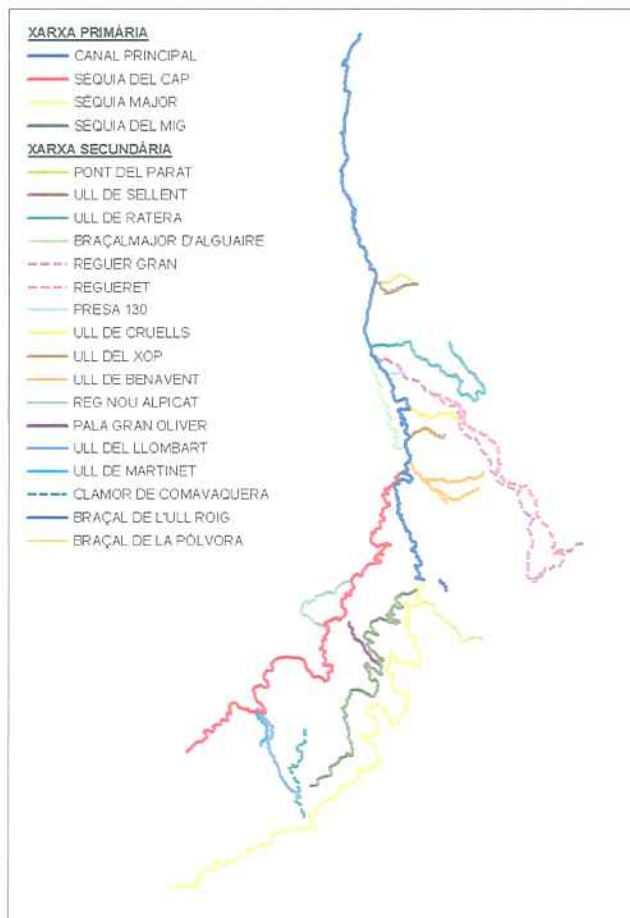 XARXA PRIMÀRIA
CANAL PRINCIPAL
SÈQUIA DEL CAP
SÈQUIA MAJOR
SÈQUIA DEL MIG
XARXA SECUNDÀRIA
PONT DEL PARAT
ULL DE SELLENT
ULL DE RATERA
BRAÇALMAJOR D'ALGUAIRE
REGUER GRAN
REGUERET
PRESA 130
ULL DE CRUELLS
ULL DEL XOP
ULL DE BENAVENT
REG NOU ALPICAT
PALA GRAN OLIVER
ULL DEL LLOMBART
ULL DE MARTINET
CLAMOR DE COMAVAQUERA
BRAÇAL DE L'ULL ROIG
BRAÇAL DE LA PÓLVORA